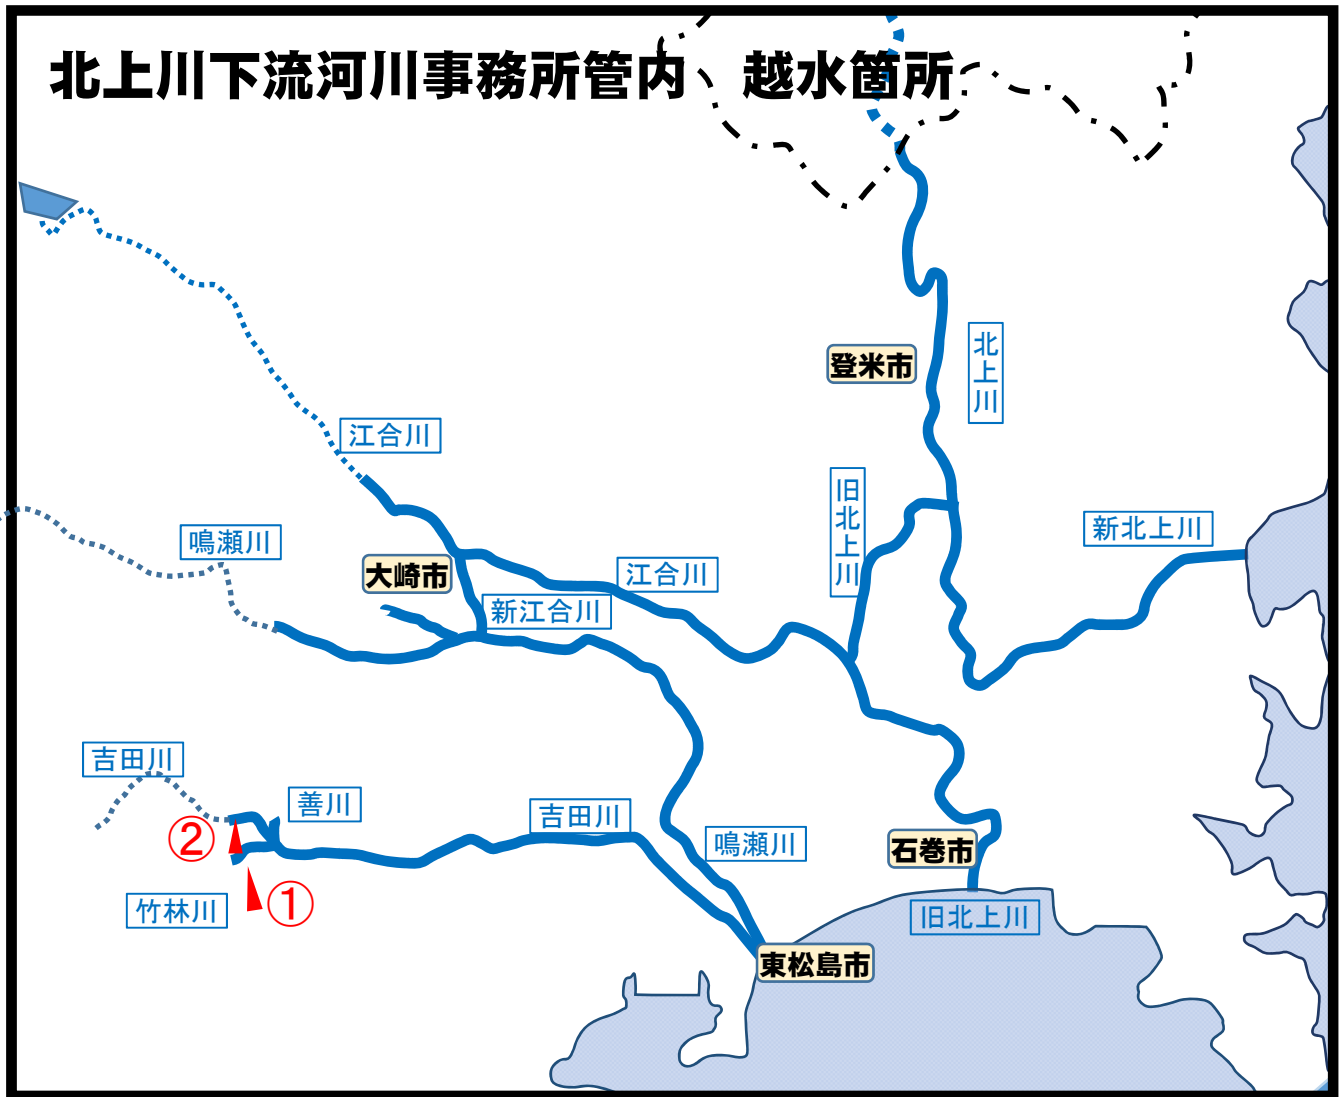 北上川下流河川事務所管内　越水箇所
登米市
北上川
江合川
旧北上川
新北上川
鳴瀬川
大崎市
江合川
新江合川
吉田川
善川
吉田川
鳴瀬川
②
石巻市
竹林川
①
旧北上川
東松島市